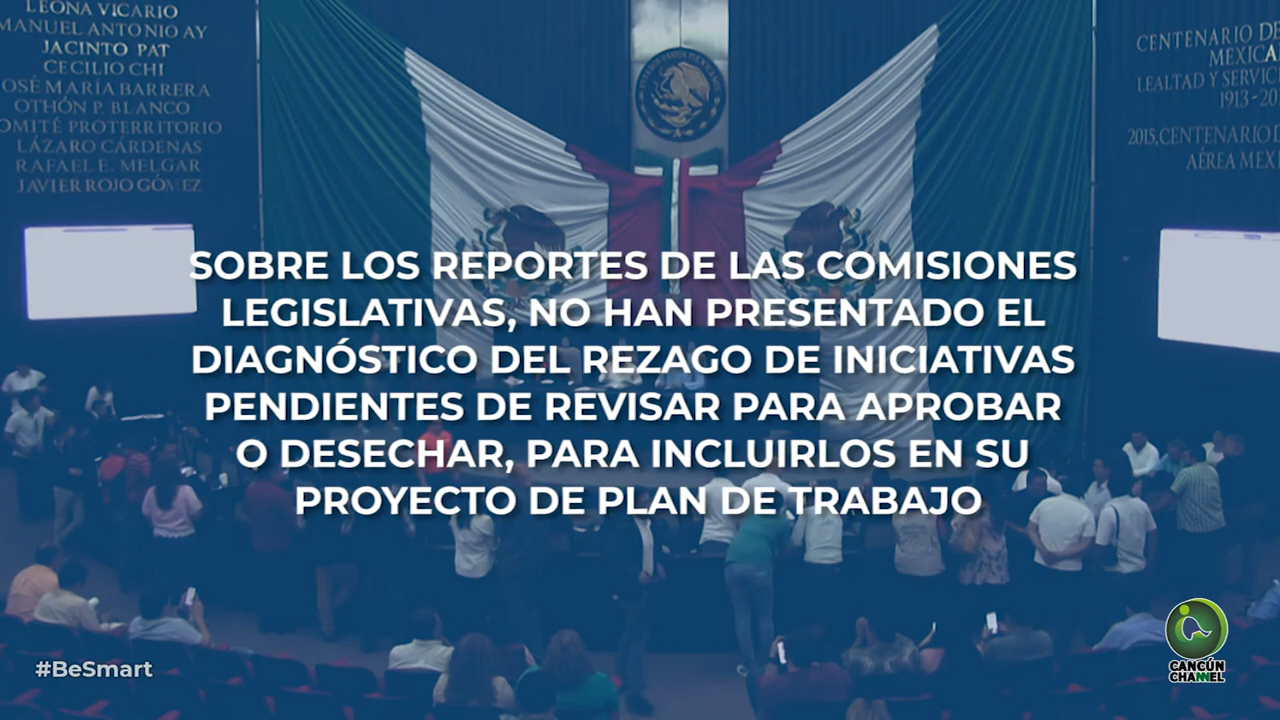 LEONA VICARIO
MANUEL ANTONIO AY
JACINTO PAT
CECILIO CHI
JOSÉ MARÍA BARRERA
OTHÓN P. BLANCO
COMITÉ PROTERRITORIO
LÁZARO CÁRDENAS
RAFAEL E. MELGAR
JAVIER ROJO GÓMEZ
CENTENARIO DE
LEALTAD Y
1913-20
2015, CENTENARIO
AÉREA
SOBRE LOS REPORTES DE LAS COMISIONES
LEGISLATIVAS, NO HAN PRESENTADO EL
DIAGNÓSTICO DEL REZAGO DE INICIATIVAS
PENDIENTES DE REVISAR PARA APROBAR
O DESECHAR, PARA INCLUIRLOS EN SU
PROYECTO DE PLAN DE TRABAJO
#BeSmart
CANCÚN
CHANNEL